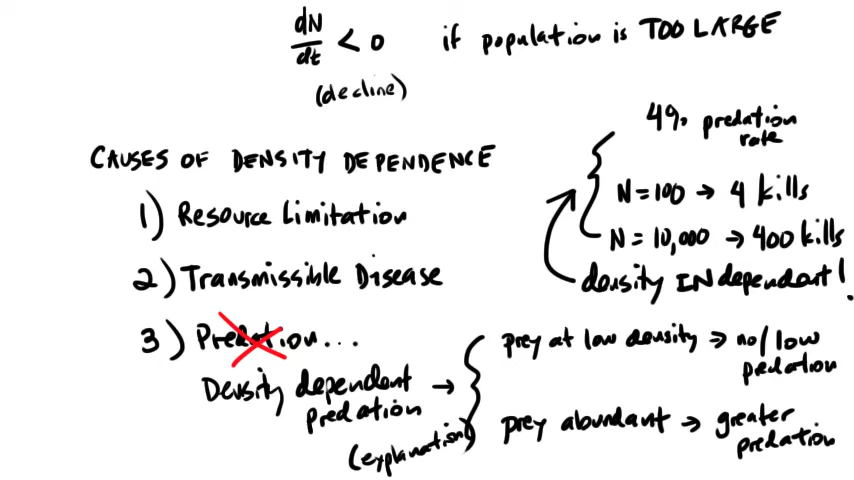 dN/dt < 0 if population is TOO LARGE
(decline)
CAUSES OF DENSITY DEPENDENCE
1) Resource Limitation
2) Transmissible Disease
3) Predation...
Density dependent
predation →
(explanation)
4% predation
rate
N=100 → 4 kills
N=10,000 → 400 kills
density INdependent!
prey at low density → no/low
predation
prey abundant → greater
predation